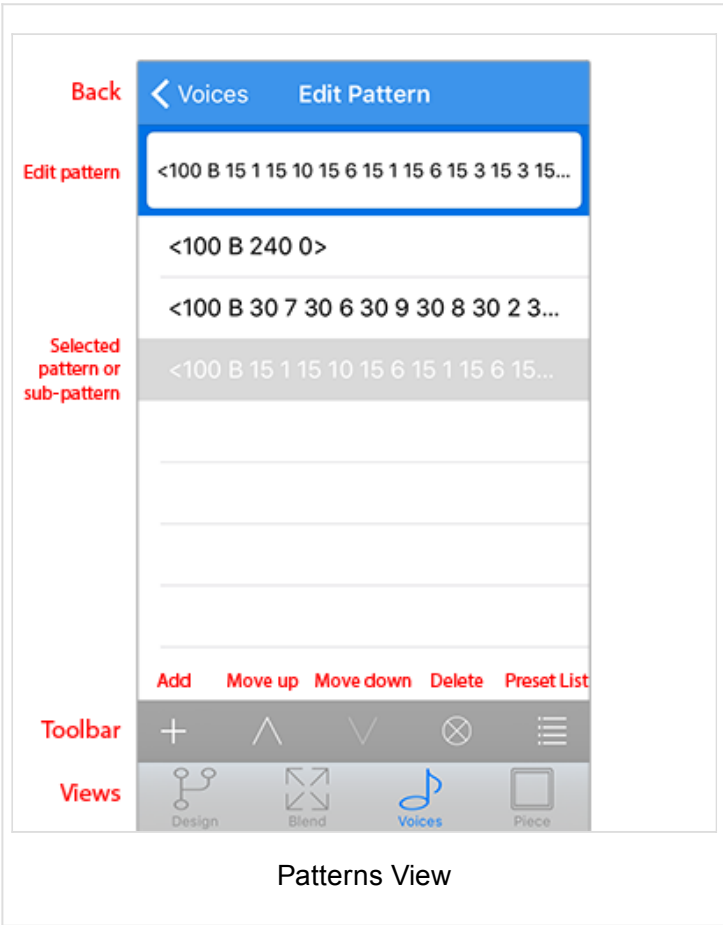 Back
Voices
Edit Pattern
Edit pattern
<100 B 15 1 15 10 15 6 15 1 15 6 15 3 15 3 15...
<100 B 240 0>
<100 B 30 7 30 6 30 9 30 8 30 2 3...
Selected
pattern or
sub-pattern
<100 B 15 1 15 10 15 6 15 1 15 6 15...
Add Move up Move down Delete Preset List
Toolbar
Views
Design Blend Voices Piece
Patterns View